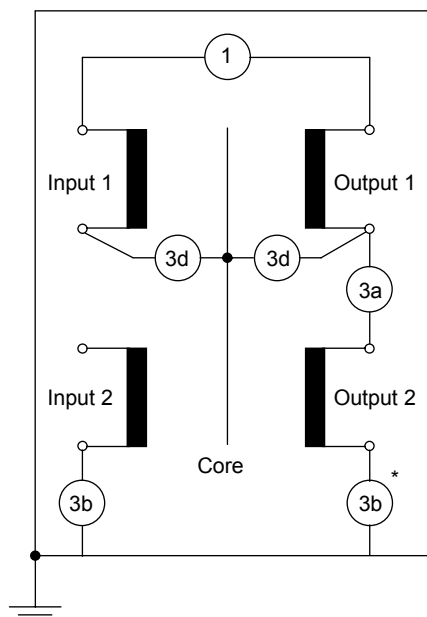 1
Input 1
Output 1
3d
3d
3a
Input 2
Output 2
Core
3b
3b
*